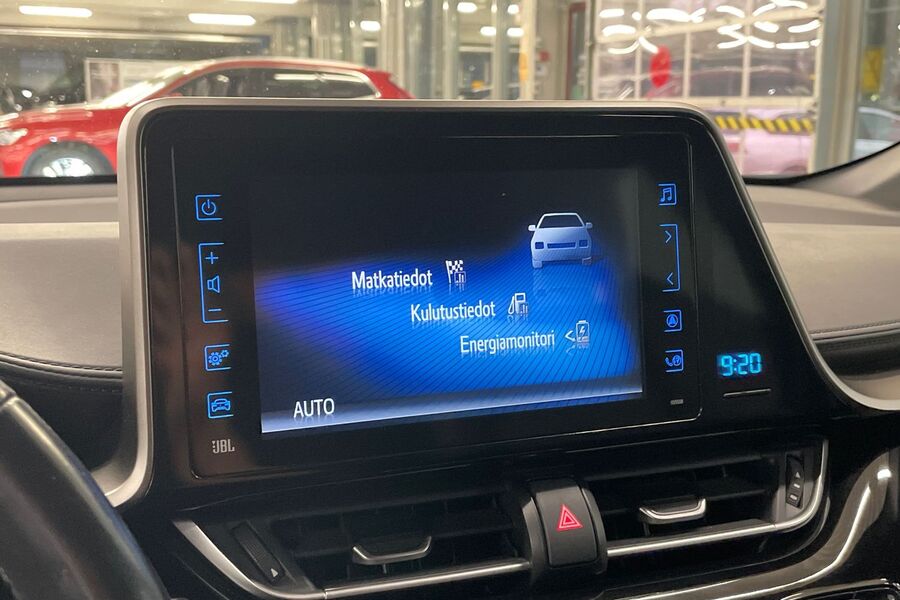 Matkatiedot
Kulutustiedot
Energiamonitori
AUTO
JBL
9:20